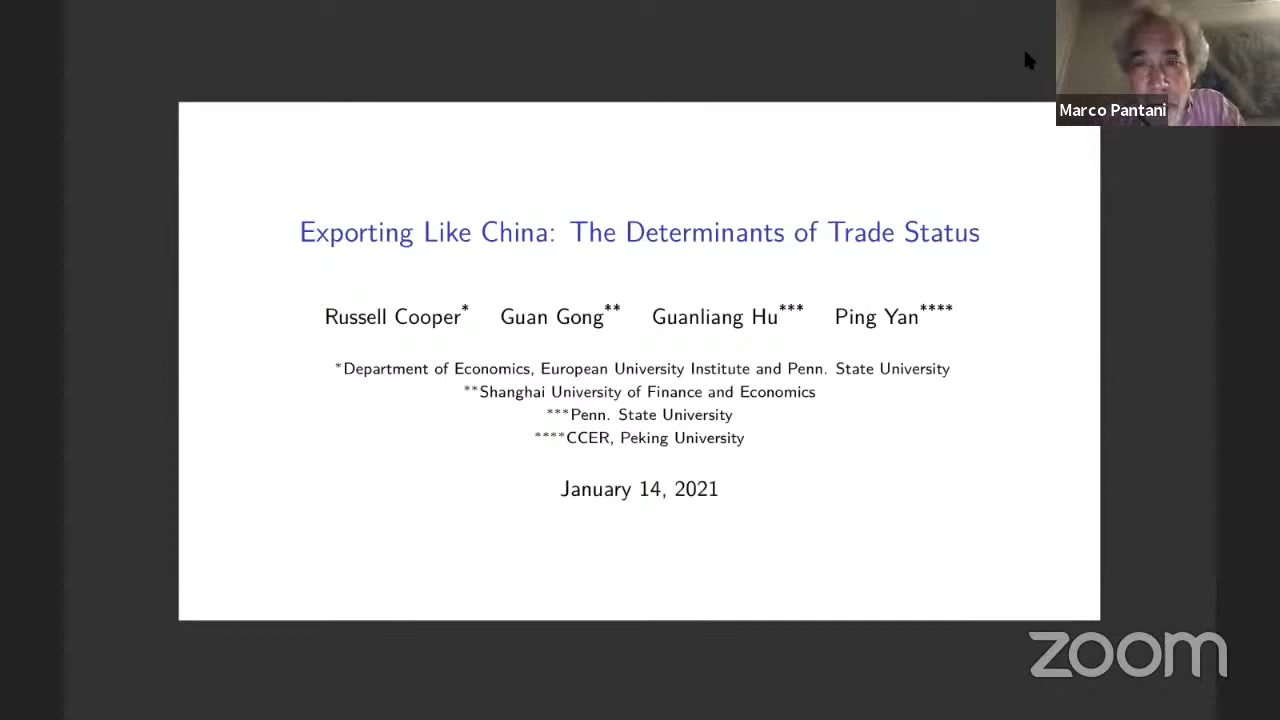 Marco Pantani
Exporting Like China: The Determinants of Trade Status
Russell Cooper* Guan Gong** Guanliang Hu*** Ping Yan****
*Department of Economics, European University Institute and Penn. State University
**Shanghai University of Finance and Economics
***Penn. State University
****CCER, Peking University
January 14, 2021
zoom